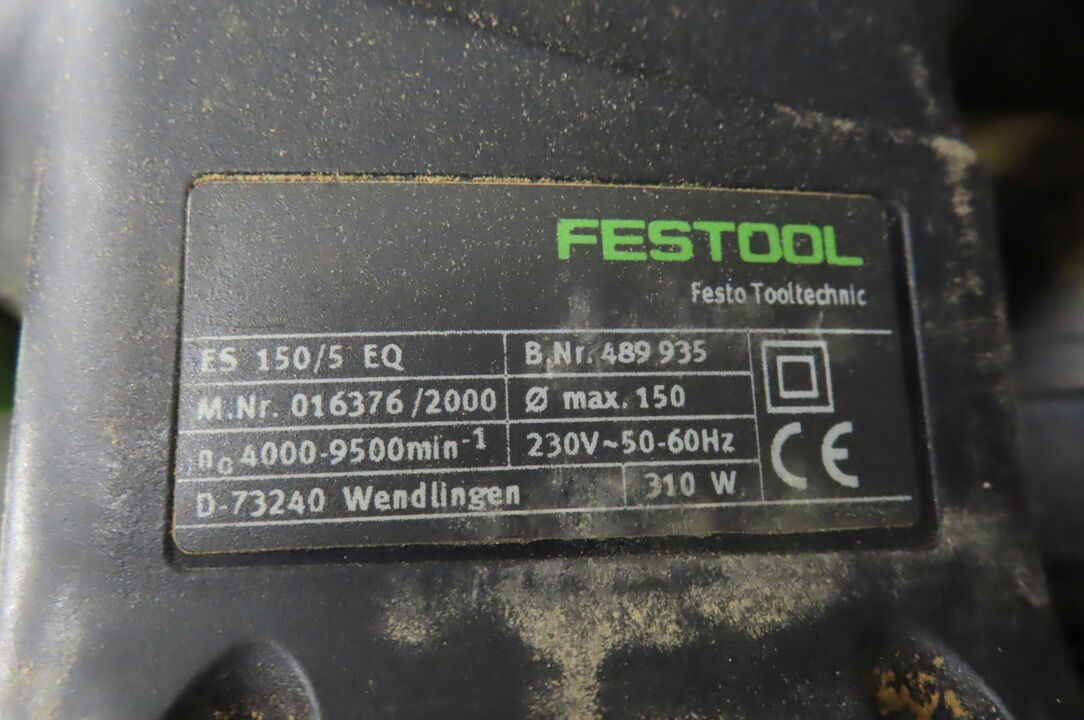 FESTOOL
Festo Tooltechnic
ES 150/5 EQ
B.Nr. 489 935
M.Nr. 016376/2000
Ø max. 150
n₀ 4000-9500min⁻¹
230V~50-60Hz
D-73240 Wendlingen
310 W
CE